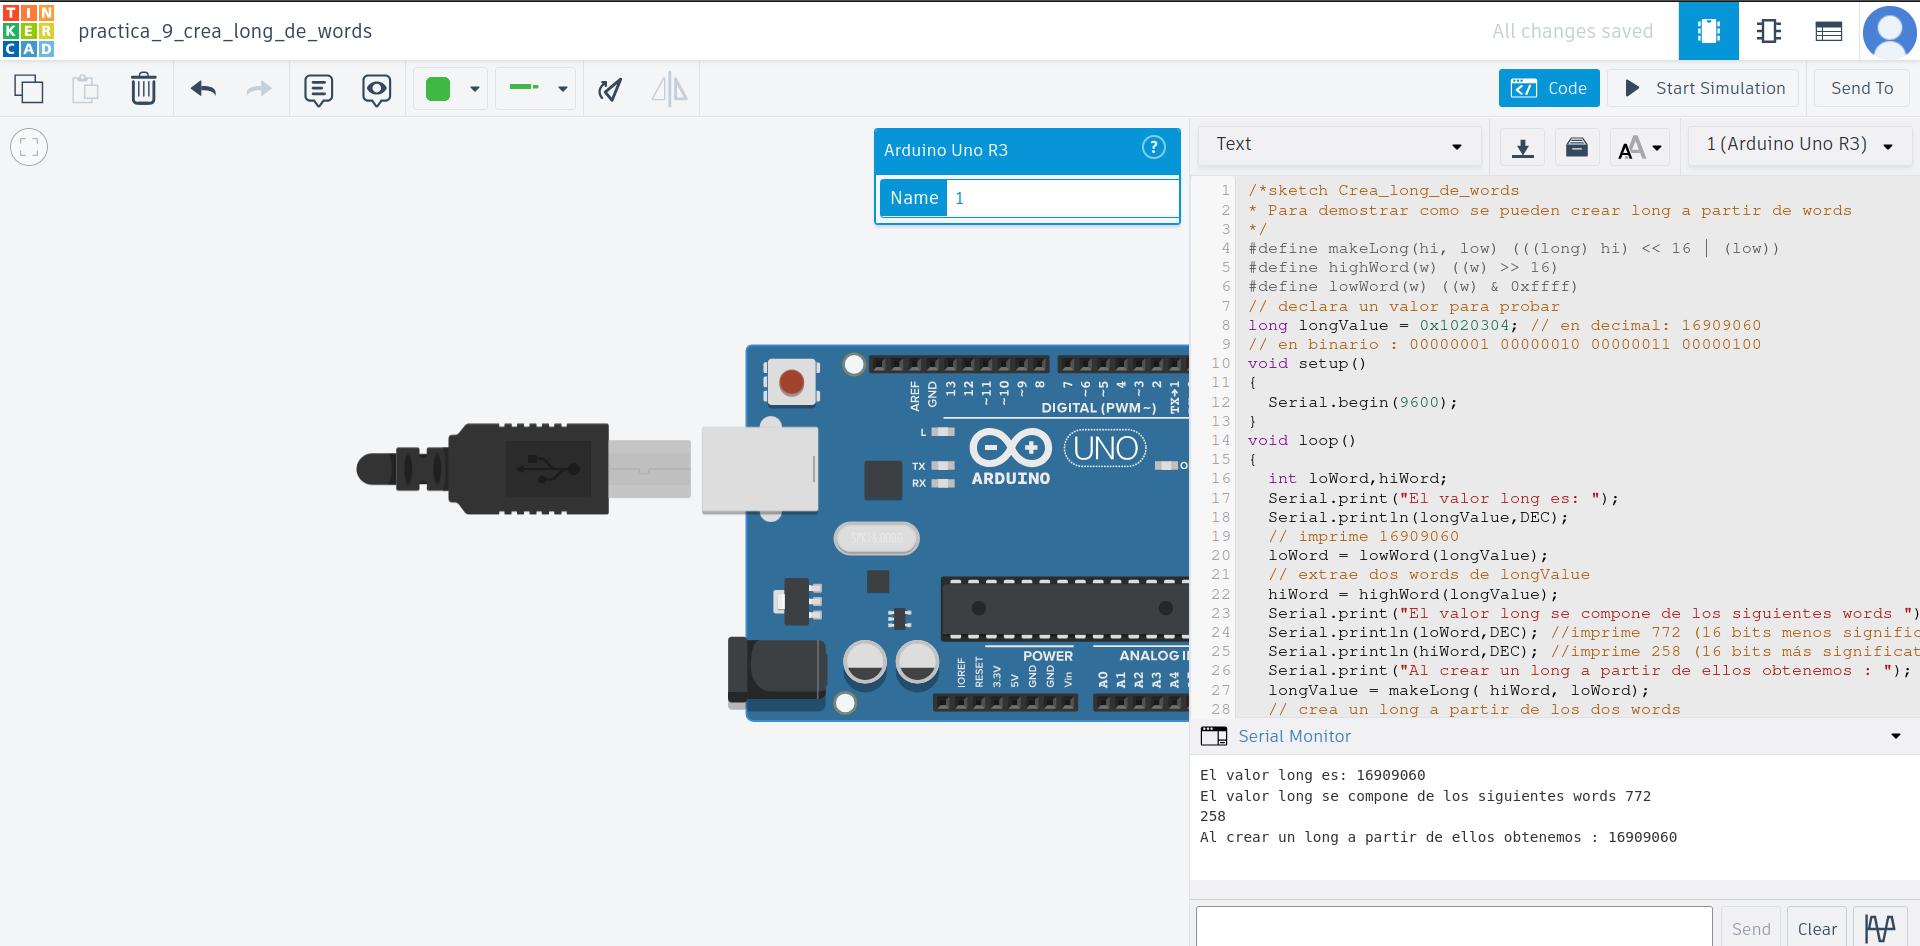 TIN
KER
CAD
practica_9_crea_long_de_words
All changes saved
Code
Start Simulation
Send To
Arduino Uno R3
?
Name 1
Text
AA
1 (Arduino Uno R3)
1 /*sketch Crea_long_de_words
2 * Para demostrar como se pueden crear long a partir de words
3 */
4 #define makeLong(hi, low) (((long) hi) << 16 | (low))
5 #define highWord(w) ((w) >> 16)
6 #define lowWord(w) ((w) & 0xffff)
7 // declara un valor para probar
8 long longValue = 0x1020304; // en decimal: 16909060
9 // en binario : 00000001 00000010 00000011 00000100
10 void setup()
11 {
12 Serial.begin(9600);
13 }
14 void loop()
15 {
16 int loWord,hiWord;
17 Serial.print("El valor long es: ");
18 Serial.println(longValue,DEC);
19 // imprime 16909060
20 loWord = lowWord(longValue);
21 // extrae dos words de longValue
22 hiWord = highWord(longValue);
23 Serial.print("El valor long se compone de los siguientes words ")
24 Serial.println(loWord,DEC); //imprime 772 (16 bits menos signific
25 Serial.println(hiWord,DEC); //imprime 258 (16 bits más significat
26 Serial.print("Al crear un long a partir de ellos obtenemos : ");
27 longValue = makeLong( hiWord, loWord);
28 // crea un long a partir de los dos words
AREF GND 13 12 ~11 ~10 ~9 8 7 ~6 ~5 4 ~3 2 TX→1
DIGITAL (PWM~)
L
TX
RX
UNO
ARDUINO
O
SPK16.000G
POWER
ANALOG I
IOREF RESET 3.3V 5V GND GND Vin A0 A1 A2 A3 A4
Serial Monitor
El valor long es: 16909060
El valor long se compone de los siguientes words 772
258
Al crear un long a partir de ellos obtenemos : 16909060
Send
Clear